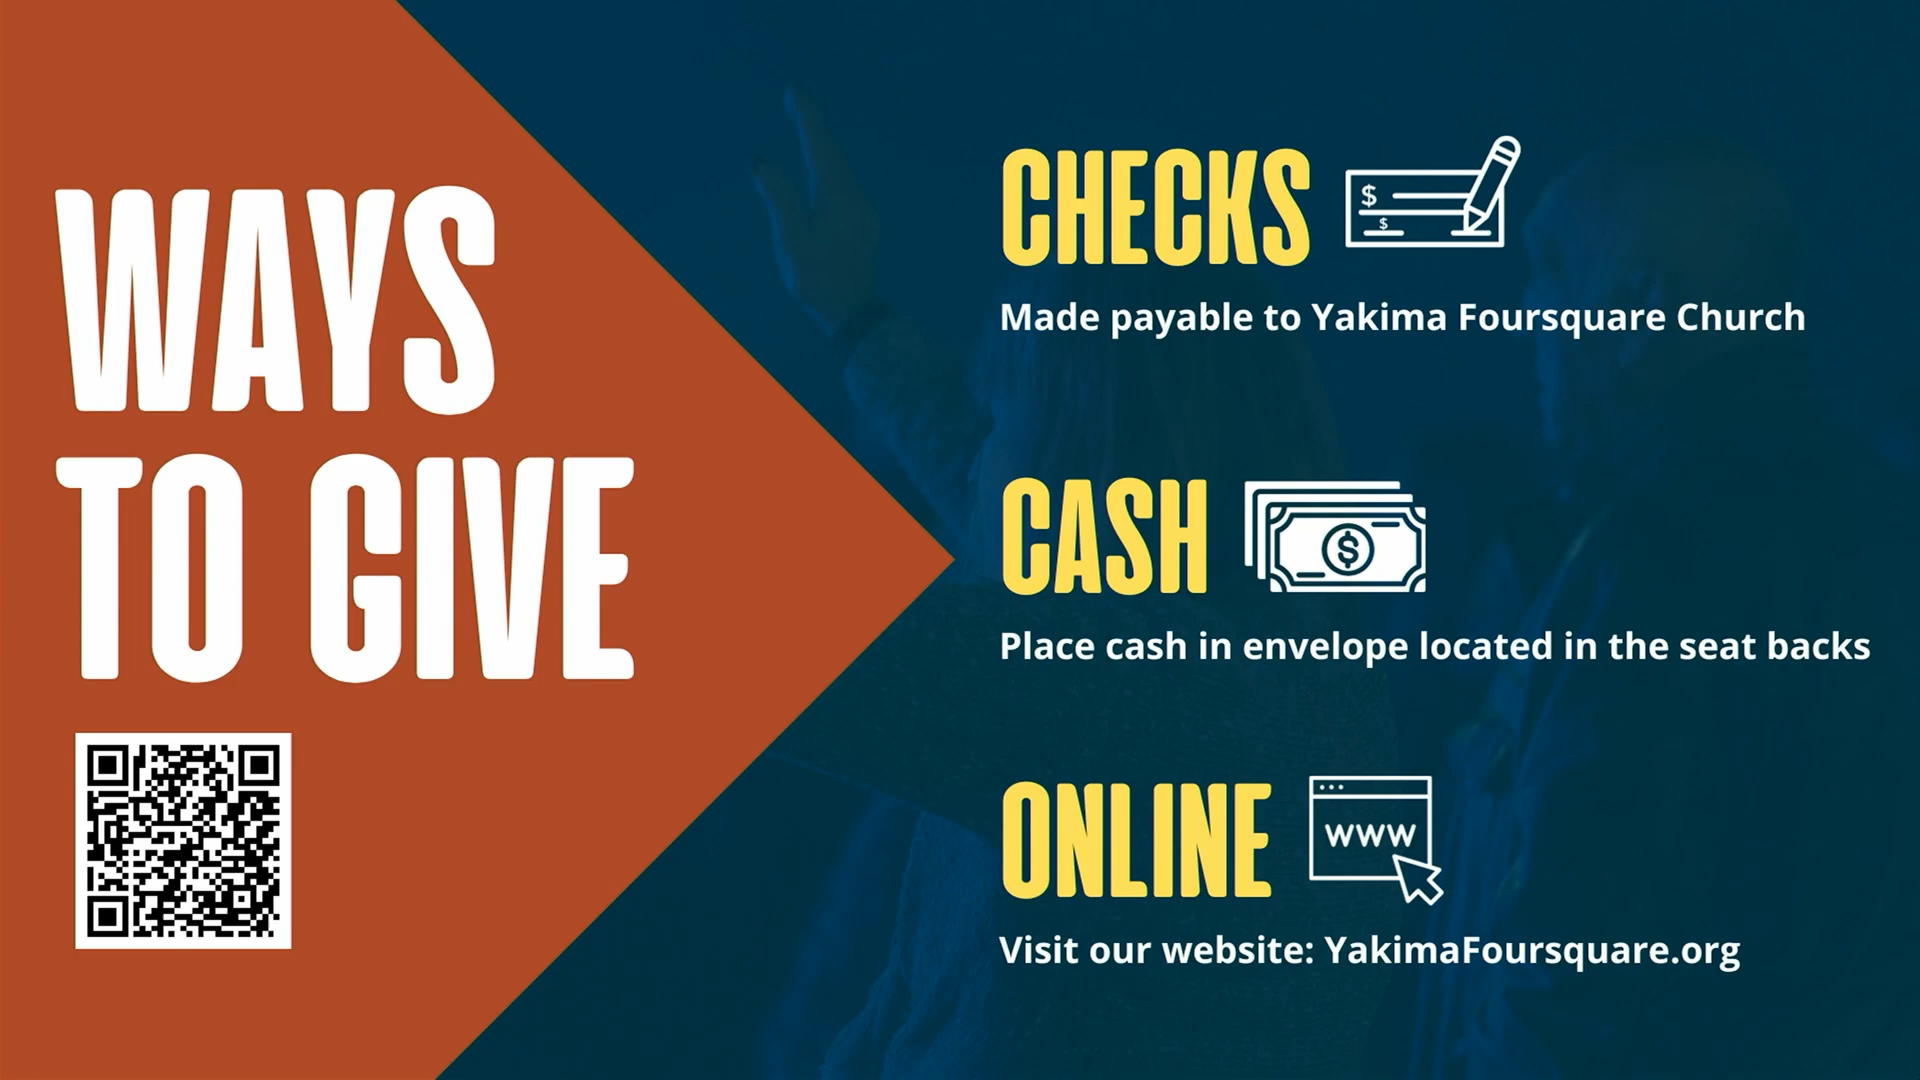 WAYS
TO GIVE
CHECKS
$
$
Made payable to Yakima Foursquare Church
CASH
$
Place cash in envelope located in the seat backs
ONLINE
WWW
Visit our website: YakimaFoursquare.org